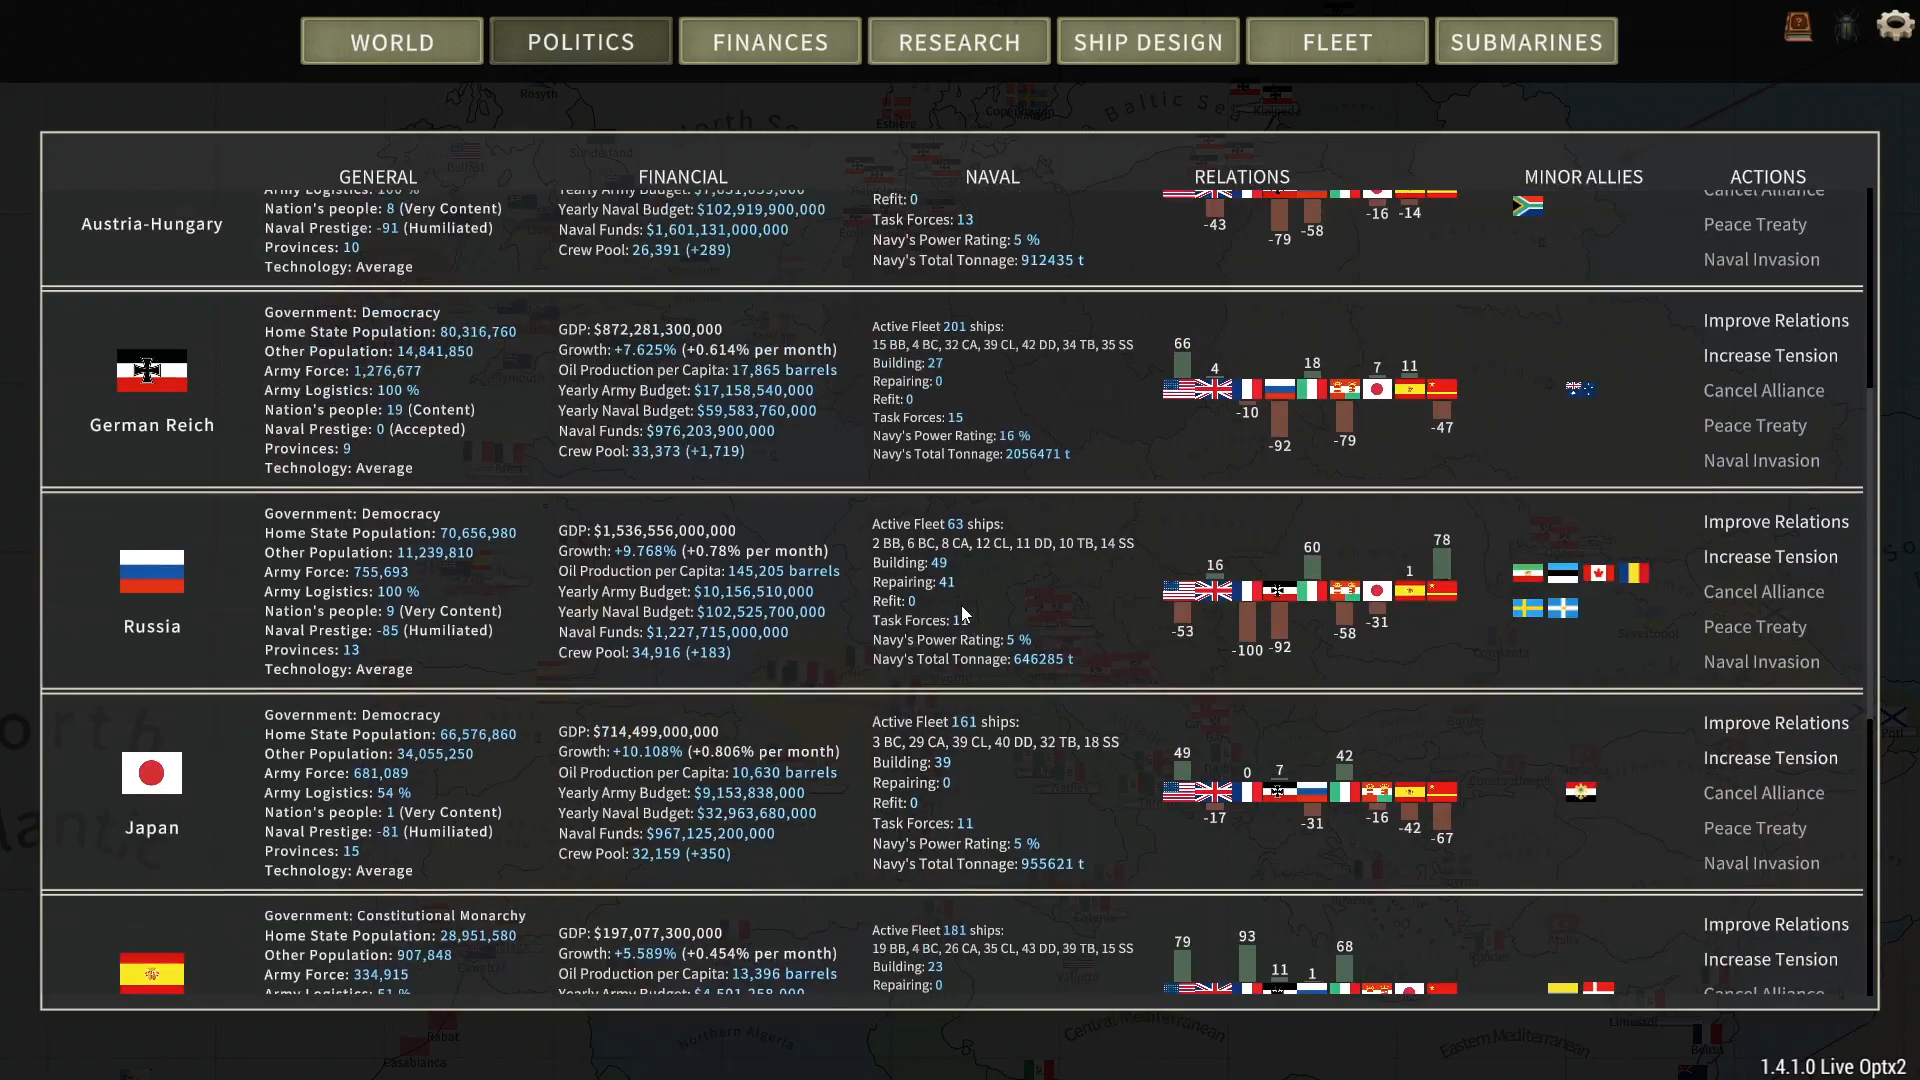 WORLD
POLITICS
FINANCES
RESEARCH
SHIP DESIGN
FLEET
SUBMARINES
GENERAL
FINANCIAL
NAVAL
RELATIONS
MINOR ALLIES
ACTIONS
Austria-Hungary
Army Logistics: 100 %
Nation's people: 8 (Very Content)
Naval Prestige: -91 (Humiliated)
Provinces: 10
Technology: Average
Yearly Naval Budget: $102,919,900,000
Naval Funds: $1,601,131,000,000
Crew Pool: 26,391 (+289)
Refit: 0
Task Forces: 13
Navy's Power Rating: 5 %
Navy's Total Tonnage: 912435 t
-43
-79
-58
-16
-14
Cancel Alliance
Peace Treaty
Naval Invasion
German Reich
Government: Democracy
Home State Population: 80,316,760
Other Population: 14,841,850
Army Force: 1,276,677
Army Logistics: 100 %
Nation's people: 19 (Content)
Naval Prestige: 0 (Accepted)
Provinces: 9
Technology: Average
GDP: $872,281,300,000
Growth: +7.625% (+0.614% per month)
Oil Production per Capita: 17,865 barrels
Yearly Army Budget: $17,158,540,000
Yearly Naval Budget: $59,583,760,000
Naval Funds: $976,203,900,000
Crew Pool: 33,373 (+1,719)
Active Fleet 201 ships:
15 BB, 4 BC, 32 CA, 39 CL, 42 DD, 34 TB, 35 SS
Building: 27
Repairing: 0
Refit: 0
Task Forces: 15
Navy's Power Rating: 16 %
Navy's Total Tonnage: 2056471 t
66
4
-10
-92
18
-79
7
11
-47
Improve Relations
Increase Tension
Cancel Alliance
Peace Treaty
Naval Invasion
Russia
Government: Democracy
Home State Population: 70,656,980
Other Population: 11,239,810
Army Force: 755,693
Army Logistics: 100 %
Nation's people: 9 (Very Content)
Naval Prestige: -85 (Humiliated)
Provinces: 13
Technology: Average
GDP: $1,536,556,000,000
Growth: +9.768% (+0.78% per month)
Oil Production per Capita: 145,205 barrels
Yearly Army Budget: $10,156,510,000
Yearly Naval Budget: $102,525,700,000
Naval Funds: $1,227,715,000,000
Crew Pool: 34,916 (+183)
Active Fleet 63 ships:
2 BB, 6 BC, 8 CA, 12 CL, 11 DD, 10 TB, 14 SS
Building: 49
Repairing: 41
Refit: 0
Task Forces:
Navy's Power Rating: 5 %
Navy's Total Tonnage: 646285 t
-53
16
-100
-92
60
-58
-31
1
78
Improve Relations
Increase Tension
Cancel Alliance
Peace Treaty
Naval Invasion
Japan
Government: Democracy
Home State Population: 66,576,860
Other Population: 34,055,250
Army Force: 681,089
Army Logistics: 54 %
Nation's people: 1 (Very Content)
Naval Prestige: -81 (Humiliated)
Provinces: 15
Technology: Average
GDP: $714,499,000,000
Growth: +10.108% (+0.806% per month)
Oil Production per Capita: 10,630 barrels
Yearly Army Budget: $9,153,838,000
Yearly Naval Budget: $32,963,680,000
Naval Funds: $967,125,200,000
Crew Pool: 32,159 (+350)
Active Fleet 161 ships:
3 BC, 29 CA, 39 CL, 40 DD, 32 TB, 18 SS
Building: 39
Repairing: 0
Refit: 0
Task Forces: 11
Navy's Power Rating: 5 %
Navy's Total Tonnage: 955621 t
49
-17
0
7
-31
42
-16
-42
-67
Improve Relations
Increase Tension
Cancel Alliance
Peace Treaty
Naval Invasion
Government: Constitutional Monarchy
Home State Population: 28,951,580
Other Population: 907,848
Army Force: 334,915
Army Logistics: 51 %
GDP: $197,077,300,000
Growth: +5.589% (+0.454% per month)
Oil Production per Capita: 13,396 barrels
Yearly Army Budget:
Active Fleet 181 ships:
19 BB, 4 BC, 26 CA, 35 CL, 43 DD, 39 TB, 15 SS
Building: 23
Repairing: 0
79
93
11
1
68
Improve Relations
Increase Tension
Cancel Alliance
Rosyth
Baltic
Northern Algeria
Central Mediterranean
Eastern Mediterranean
Rabat
Casablanca
1.4.1.0 Live Optx2